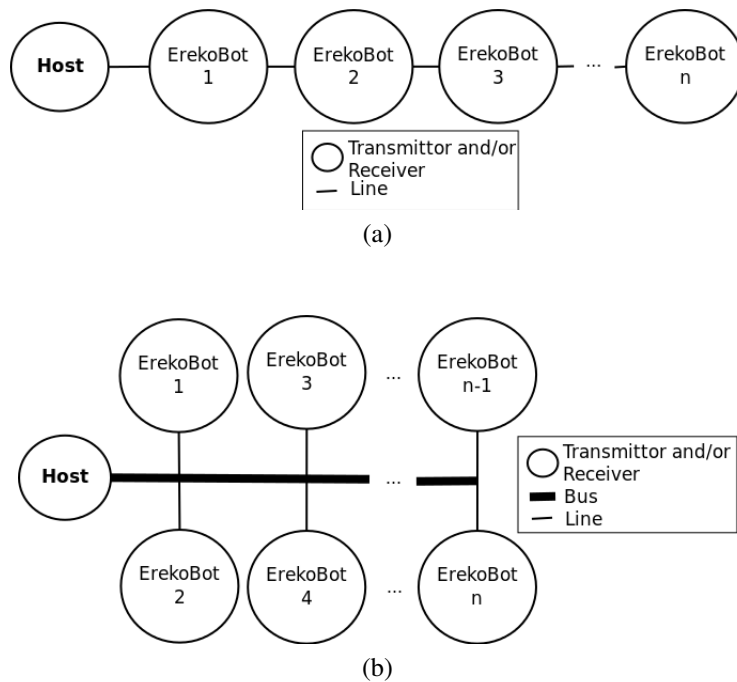 Host
ErekoBot
1
ErekoBot
2
ErekoBot
3
...
ErekoBot
n
Transmittor and/or
Receiver
Line
(a)
ErekoBot
1
ErekoBot
3
...
ErekoBot
n-1
Host
...
Transmittor and/or
Receiver
Bus
Line
ErekoBot
2
ErekoBot
4
...
ErekoBot
n
(b)